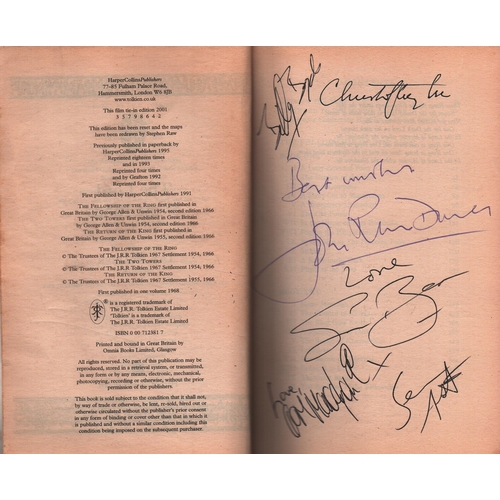 HarperCollinsPublishers
77-85 Fulham Palace Road,
Hammersmith, London W6 8JB
www.tolkien.co.uk
This film tie-in edition 2001
3 5 7 9 8 6 4 2
This edition has been reset and the maps
have been redrawn by Stephen Raw
Previously published in paperback by
HarperCollinsPublishers 1993
Reprinted eighteen times
and in 1993
Reprinted four times
and by Grafton 1992
Reprinted four times
First published by HarperCollinsPublishers 1991
The Fellowship of the Ring first published in
Great Britain by George Allen & Unwin 1954, second edition 1966
The Two Towers first published in
Great Britain by George Allen & Unwin 1954, second edition 1966
The Return of the King first published in
Great Britain by George Allen & Unwin 1955, second edition 1966
The Fellowship of the Ring
© The Trustees of The J.R.R. Tolkien 1967 Settlement 1954, 1966
The Two Towers
© The Trustees of The J.R.R. Tolkien 1967 Settlement 1954, 1966
The Return of the King
© The Trustees of The J.R.R. Tolkien 1967 Settlement 1955, 1966
First published in one volume 1968
® is a registered trademark of
The J.R.R. Tolkien Estate Limited
'Tolkien' is a trademark of
The J.R.R. Tolkien Estate Limited
ISBN 0 00 712381 7
Printed and bound in Great Britain by
Omnia Books Limited, Glasgow
All rights reserved. No part of this publication may be
reproduced, stored in a retrieval system, or transmitted,
in any form or by any means, electronic, mechanical,
photocopying, recording or otherwise, without the prior
permission of the publishers.
This book is sold subject to the condition that it shall not,
by way of trade or otherwise, be lent, re-sold, hired out or
otherwise circulated without the publisher's prior consent
in any form of binding or cover other than that in which it
is published and without a similar condition including this
condition being imposed on the subsequent purchaser.
Billy Boyd
x
Christopher Lee
Best wishes
John Rhys Davies
Love
x
Sean Astin